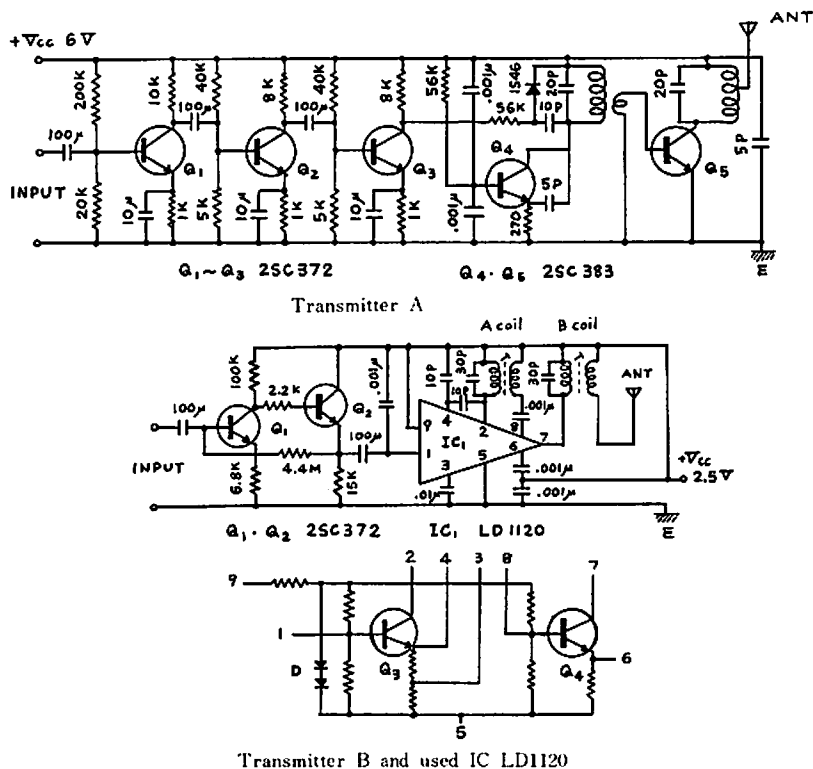 ANT
+Vcc 6V
200K
10K
40K
8K
40K
8K
56K
.001μ
1S46
20p
20p
100μ
100μ
100μ
56K
10p
5p
Q1
Q2
Q3
Q4
Q5
INPUT
20K
10μ
1K
5K
10μ
1K
5K
10μ
1K
.001μ
270
5p
E
Q1~Q3 2SC372 Q4・Q5 2SC383
Transmitter A
A coil B coil
100K
.001μ
10p
30p
30p
ANT
2.2K
10p
.001μ
100μ
Q1
Q2
100μ
9
4
2
8
7
IC1
1
6
INPUT
4.4M
3
5
.001μ
+Vcc
2.5V
6.8K
15K
.01μ
.001μ
E
Q1・Q2 2SC372 IC1 LD1120
2 4 3 8 7
9
1
Q3
Q4
D
6
5
Transmitter B and used IC LD1120